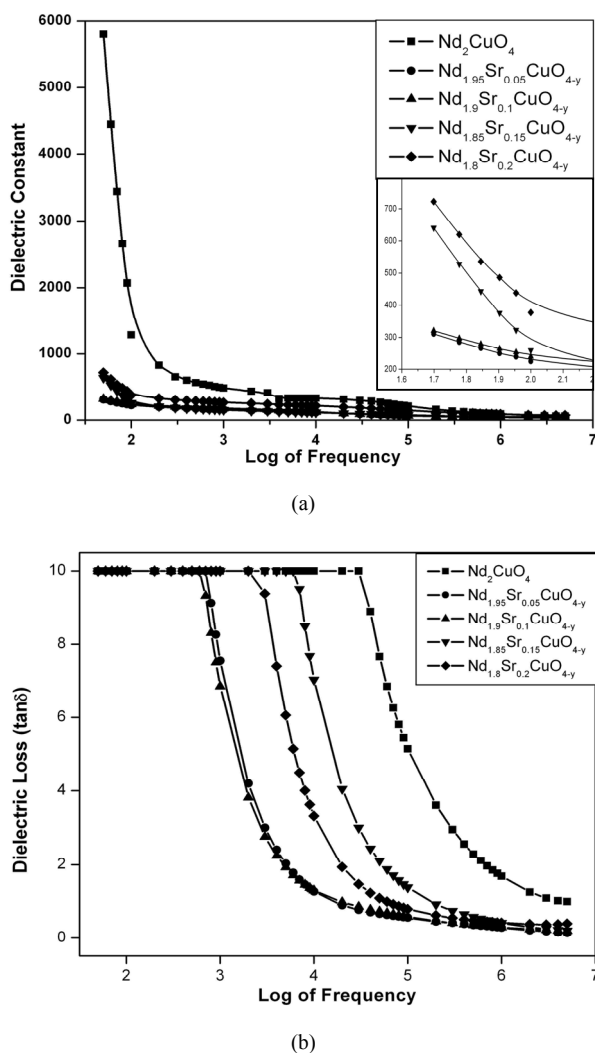 6000
5000
4000
3000
2000
1000
0
Dielectric Constant
Nd₂CuO₄
Nd₁.₉₅Sr₀.₀₅CuO₄₋y
Nd₁.₉Sr₀.₁CuO₄₋y
Nd₁.₈₅Sr₀.₁₅CuO₄₋y
Nd₁.₈Sr₀.₂CuO₄₋y
700
600
500
400
300
200
1.6 1.7 1.8 1.9 2.0 2.1
2 3 4 5 6 7
Log of Frequency
(a)
10
8
6
4
2
0
Dielectric Loss (tanδ)
Nd₂CuO₄
Nd₁.₉₅Sr₀.₀₅CuO₄₋y
Nd₁.₉Sr₀.₁CuO₄₋y
Nd₁.₈₅Sr₀.₁₅CuO₄₋y
Nd₁.₈Sr₀.₂CuO₄₋y
2 3 4 5 6 7
Log of Frequency
(b)